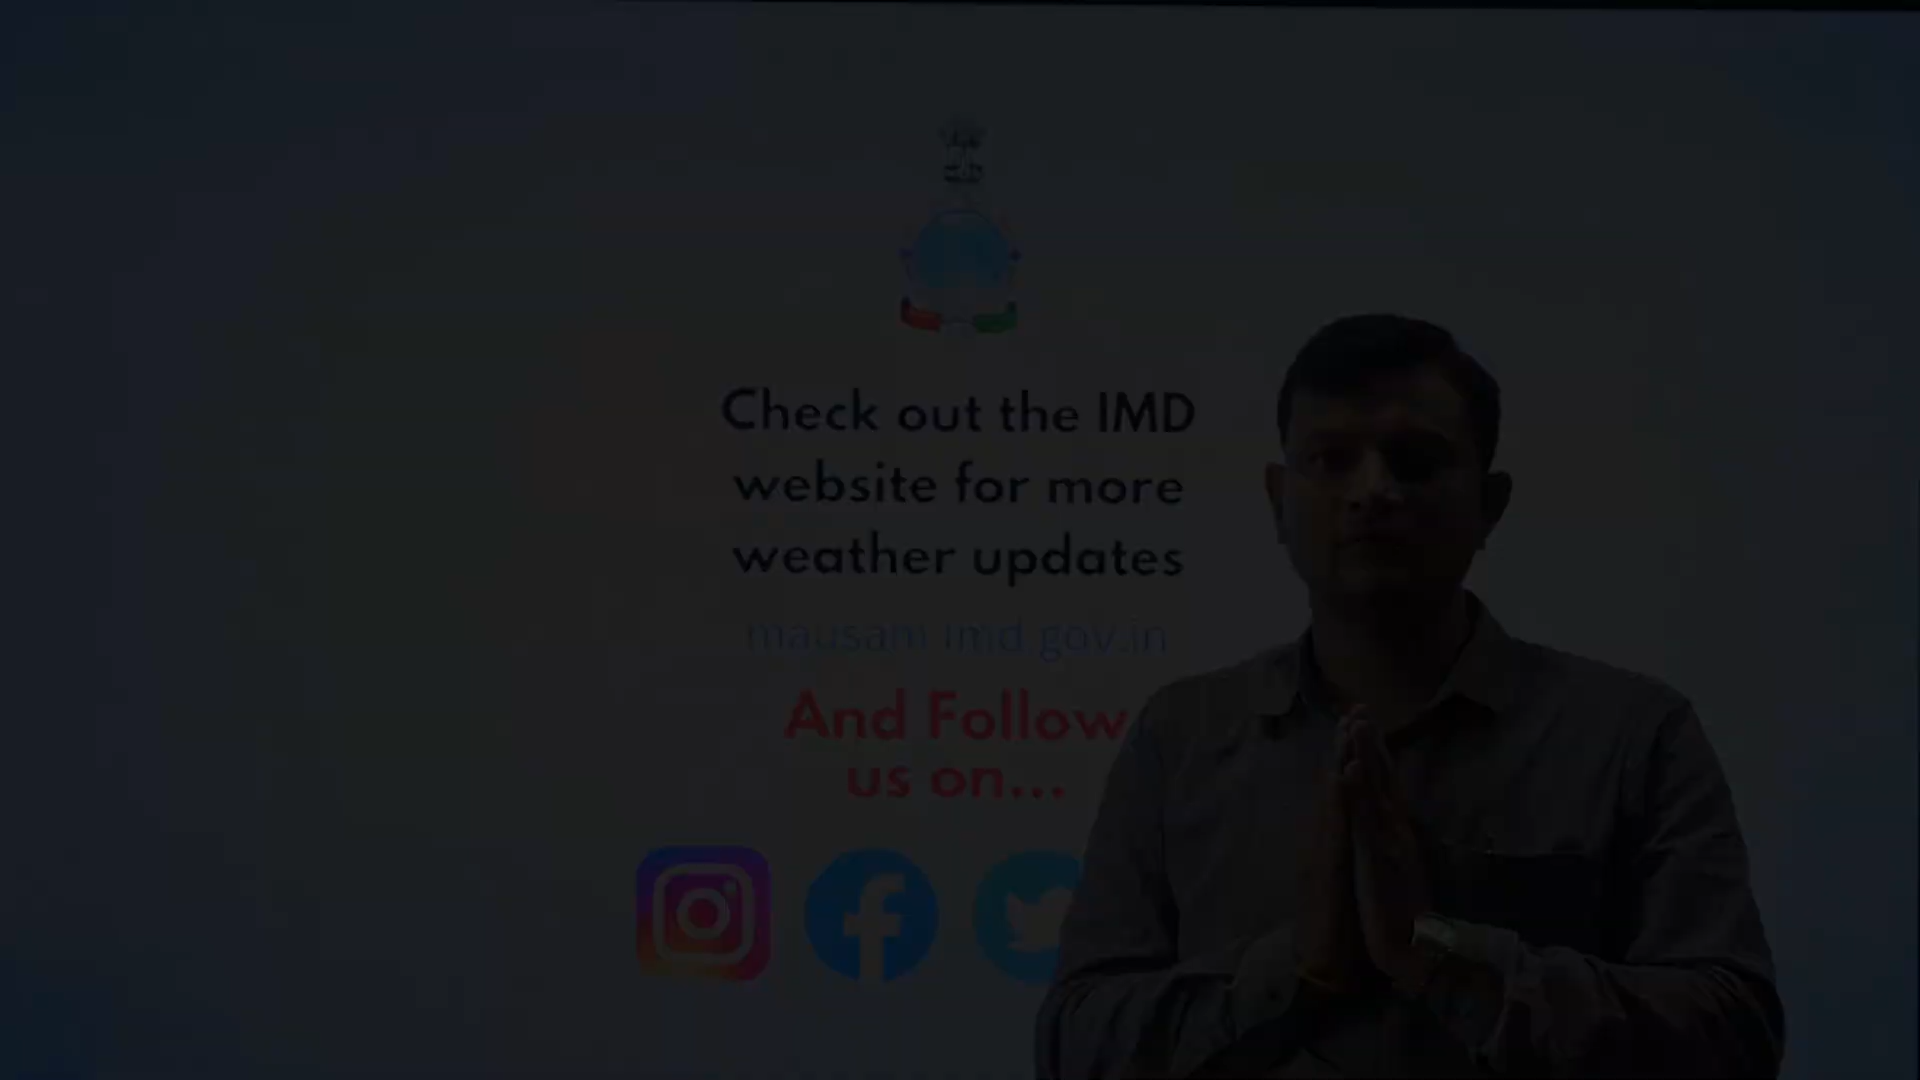 Check out the IMD
website for more
weather updates
mausam.imd.gov.in
And Follow
us on...